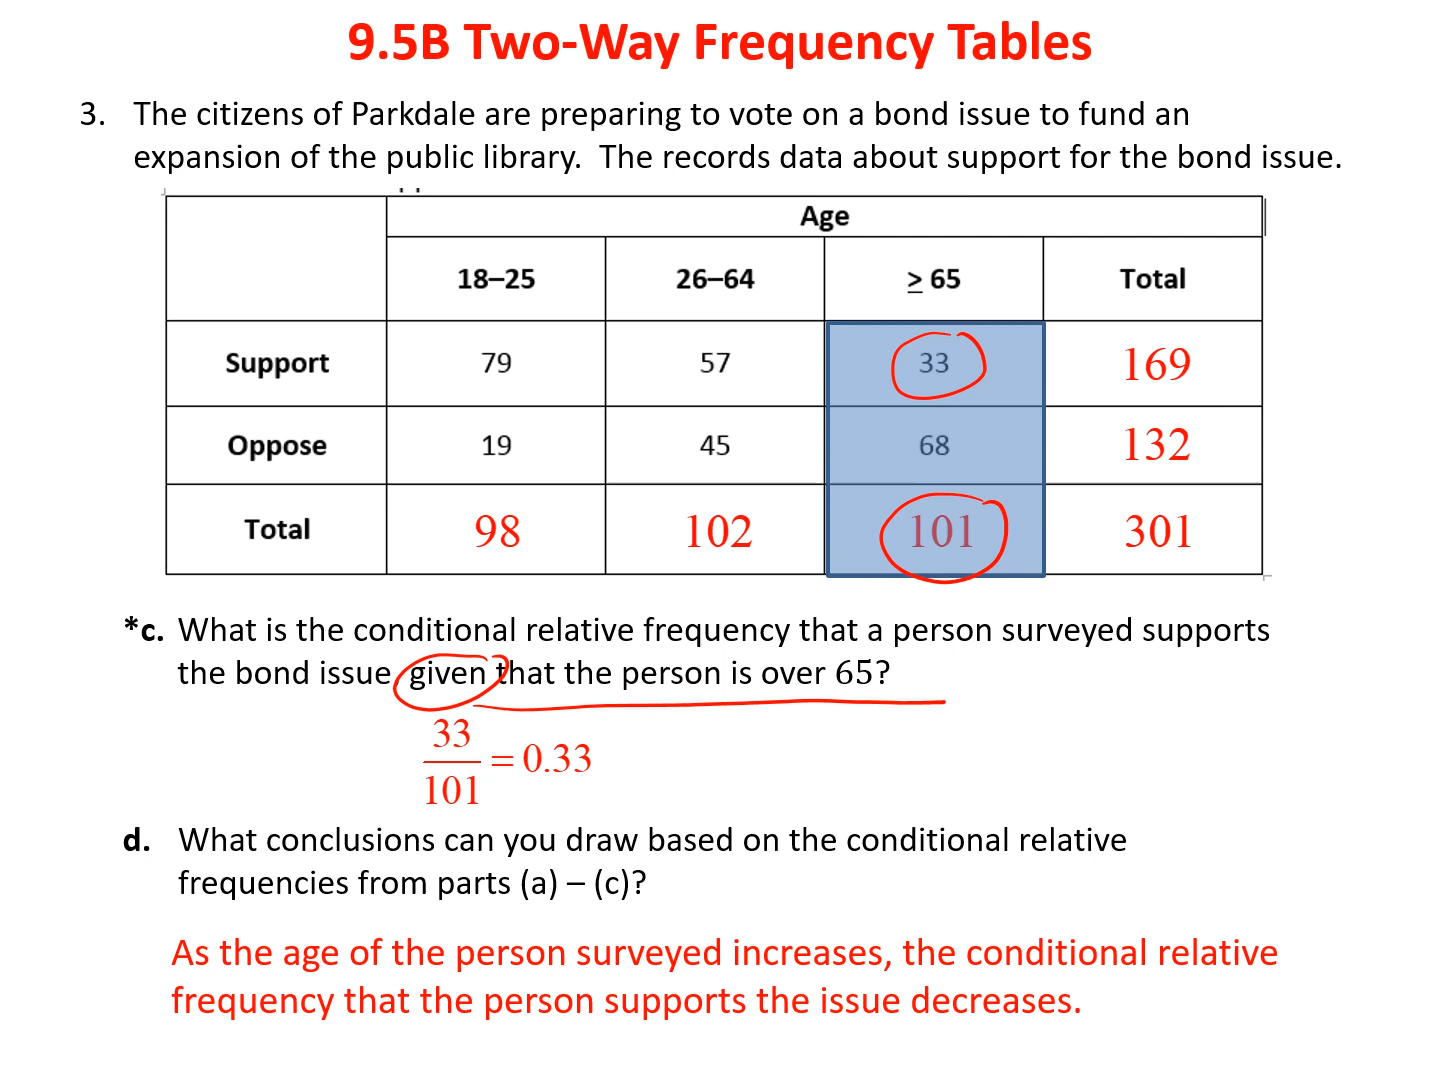 9.5B Two-Way Frequency Tables
3. The citizens of Parkdale are preparing to vote on a bond issue to fund an
expansion of the public library.  The records data about support for the bond issue.
Age
18–25 26–64 ≥ 65 Total
Support 79 57 33 169
Oppose 19 45 68 132
Total 98 102 101 301
*c. What is the conditional relative frequency that a person surveyed supports
the bond issue given that the person is over 65?
33
= 0.33
101
d. What conclusions can you draw based on the conditional relative
frequencies from parts (a) – (c)?
As the age of the person surveyed increases, the conditional relative
frequency that the person supports the issue decreases.